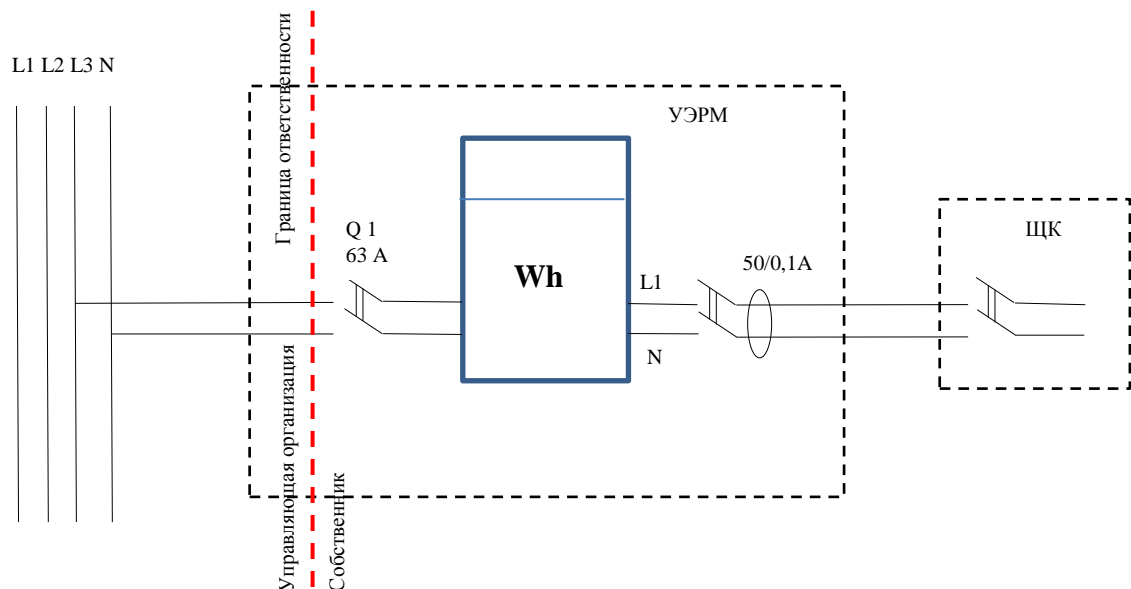 L1 L2 L3 N
Граница ответственности
УЭРМ
ЩК
Q 1
63 А
Wh
50/0,1А
L1
N
Управляющая организация
Собственник